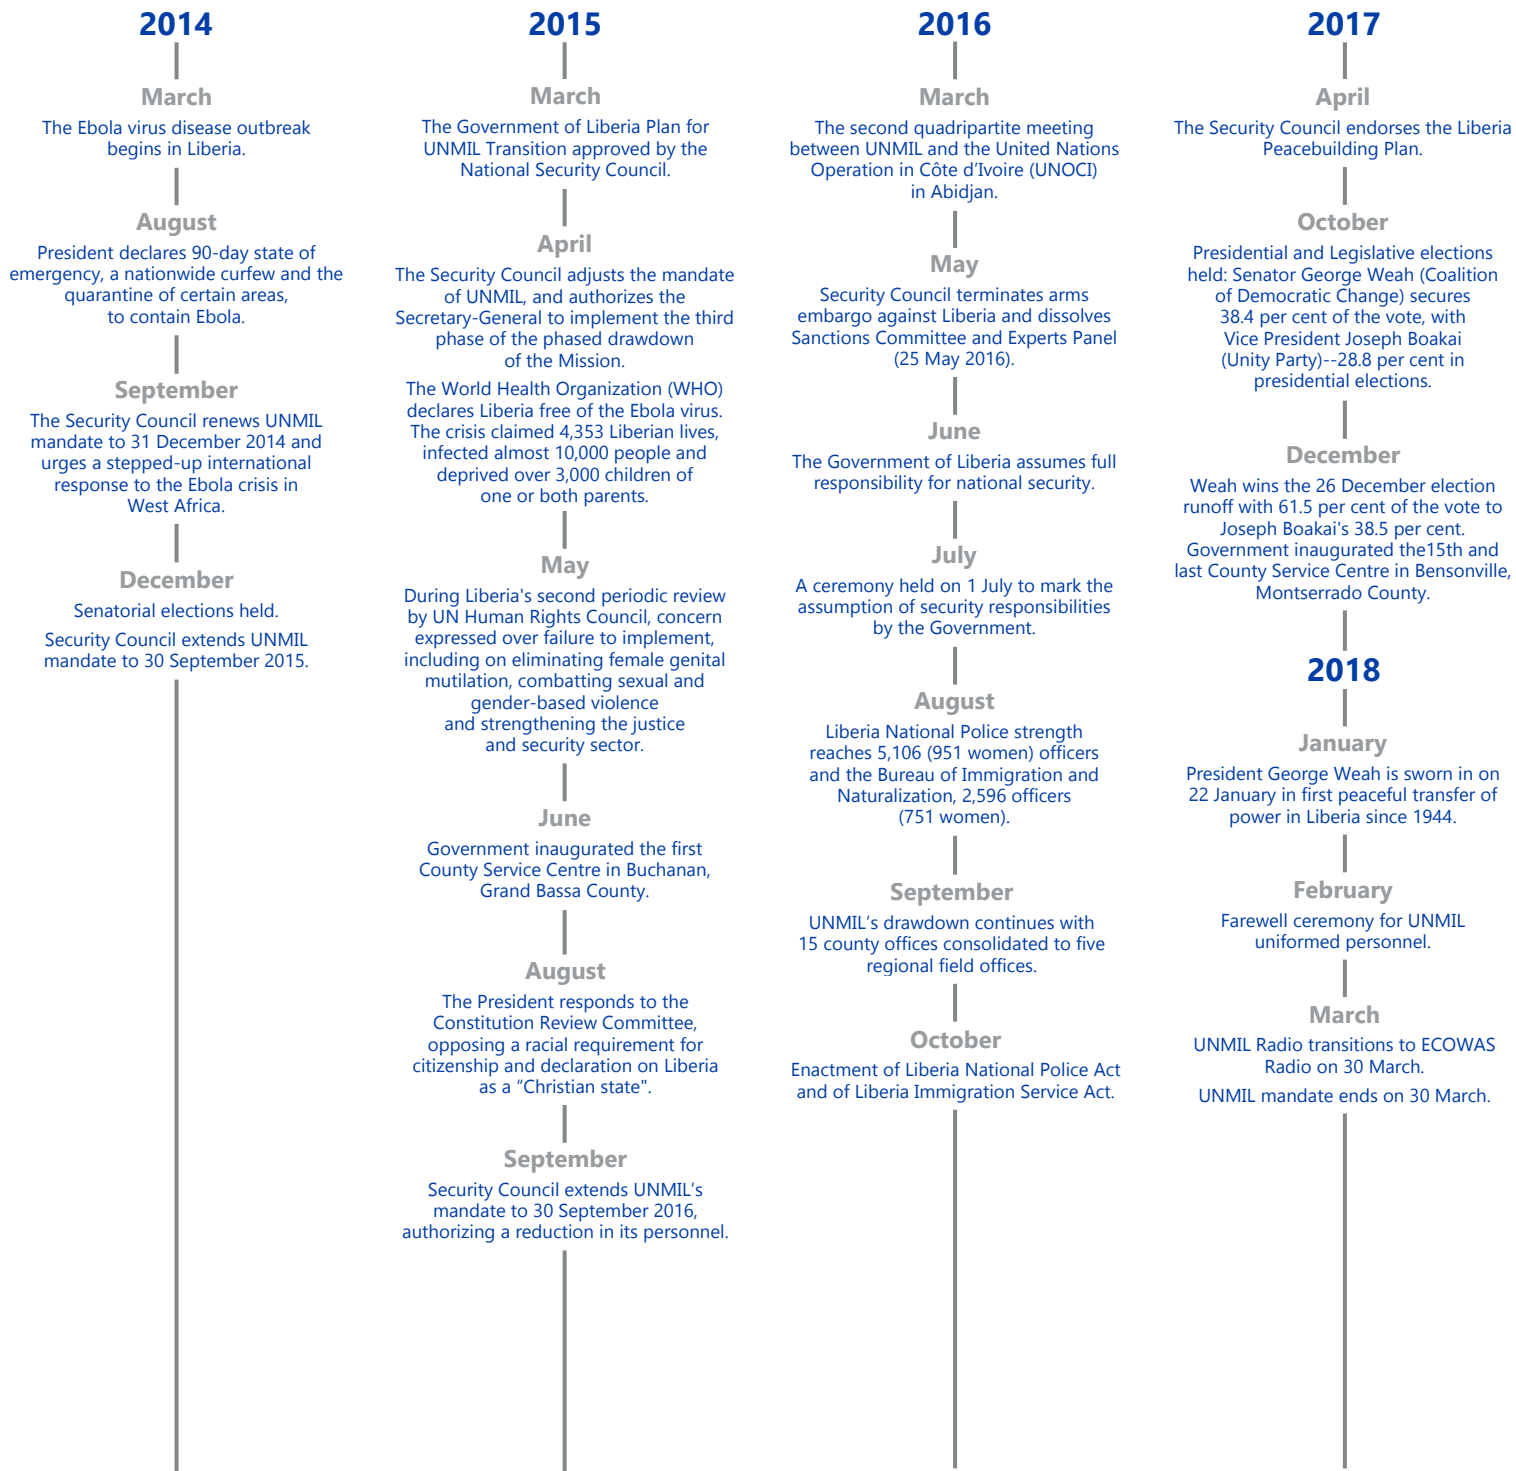 2014
March
The Ebola virus disease outbreak
begins in Liberia.
August
President declares 90-day state of
emergency, a nationwide curfew and the
quarantine of certain areas,
to contain Ebola.
September
The Security Council renews UNMIL
mandate to 31 December 2014 and
urges a stepped-up international
response to the Ebola crisis in
West Africa.
December
Senatorial elections held.
Security Council extends UNMIL
mandate to 30 September 2015.
2015
March
The Government of Liberia Plan for
UNMIL Transition approved by the
National Security Council.
April
The Security Council adjusts the mandate
of UNMIL, and authorizes the
Secretary-General to implement the third
phase of the phased drawdown
of the Mission.
The World Health Organization (WHO)
declares Liberia free of the Ebola virus.
The crisis claimed 4,353 Liberian lives,
infected almost 10,000 people and
deprived over 3,000 children of
one or both parents.
May
During Liberia's second periodic review
by UN Human Rights Council, concern
expressed over failure to implement,
including on eliminating female genital
mutilation, combatting sexual and
gender-based violence
and strengthening the justice
and security sector.
June
Government inaugurated the first
County Service Centre in Buchanan,
Grand Bassa County.
August
The President responds to the
Constitution Review Committee,
opposing a racial requirement for
citizenship and declaration on Liberia
as a “Christian state".
September
Security Council extends UNMIL’s
mandate to 30 September 2016,
authorizing a reduction in its personnel.
2016
March
The second quadripartite meeting
between UNMIL and the United Nations
Operation in Côte d’Ivoire (UNOCI)
in Abidjan.
May
Security Council terminates arms
embargo against Liberia and dissolves
Sanctions Committee and Experts Panel
(25 May 2016).
June
The Government of Liberia assumes full
responsibility for national security.
July
A ceremony held on 1 July to mark the
assumption of security responsibilities
by the Government.
August
Liberia National Police strength
reaches 5,106 (951 women) officers
and the Bureau of Immigration and
Naturalization, 2,596 officers
(751 women).
September
UNMIL’s drawdown continues with
15 county offices consolidated to five
regional field offices.
October
Enactment of Liberia National Police Act
and of Liberia Immigration Service Act.
2017
April
The Security Council endorses the Liberia
Peacebuilding Plan.
October
Presidential and Legislative elections
held: Senator George Weah (Coalition
of Democratic Change) secures
38.4 per cent of the vote, with
Vice President Joseph Boakai
(Unity Party)--28.8 per cent in
presidential elections.
December
Weah wins the 26 December election
runoff with 61.5 per cent of the vote to
Joseph Boakai's 38.5 per cent.
Government inaugurated the15th and
last County Service Centre in Bensonville,
Montserrado County.
2018
January
President George Weah is sworn in on
22 January in first peaceful transfer of
power in Liberia since 1944.
February
Farewell ceremony for UNMIL
uniformed personnel.
March
UNMIL Radio transitions to ECOWAS
Radio on 30 March.
UNMIL mandate ends on 30 March.